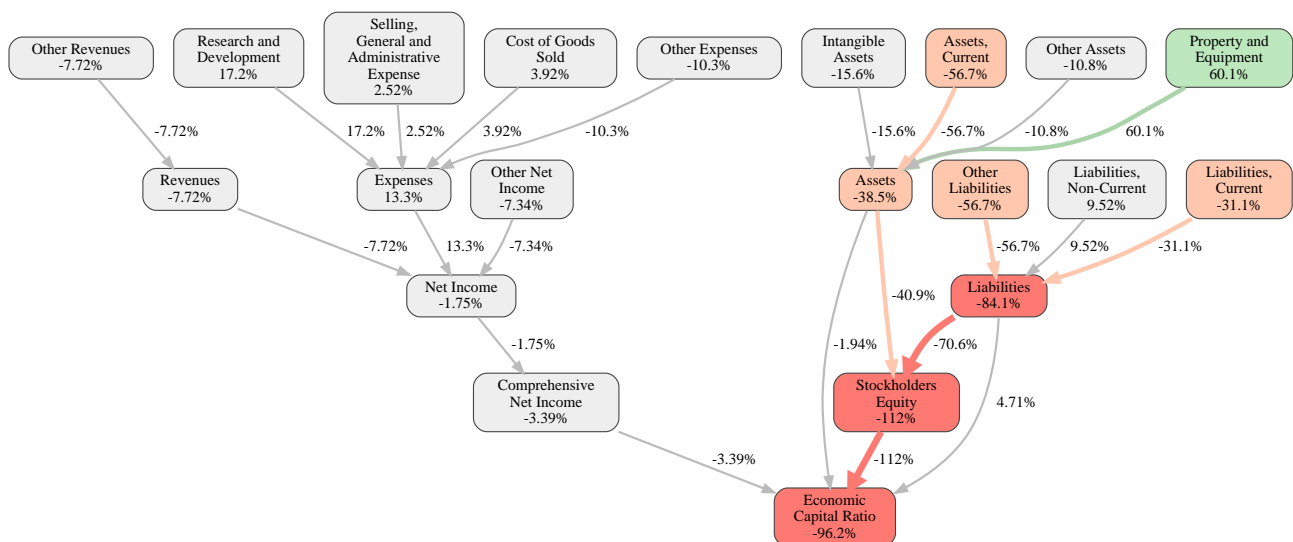 Other Revenues
-7.72%
Research and
Development
17.2%
Selling,
General and
Administrative
Expense
2.52%
Cost of Goods
Sold
3.92%
Other Expenses
-10.3%
Intangible
Assets
-15.6%
Assets,
Current
-56.7%
Other Assets
-10.8%
Property and
Equipment
60.1%
-7.72%
17.2%
2.52%
3.92%
-10.3%
-15.6%
-56.7%
-10.8%
60.1%
Revenues
-7.72%
Expenses
13.3%
Other Net
Income
-7.34%
Assets
-38.5%
Other
Liabilities
-56.7%
Liabilities,
Non-Current
9.52%
Liabilities,
Current
-31.1%
-7.72%
13.3%
-7.34%
-56.7%
9.52%
-31.1%
Net Income
-1.75%
-40.9%
Liabilities
-84.1%
-1.75%
-1.94%
-70.6%
Comprehensive
Net Income
-3.39%
Stockholders
Equity
-112%
4.71%
-3.39%
-112%
Economic
Capital Ratio
-96.2%